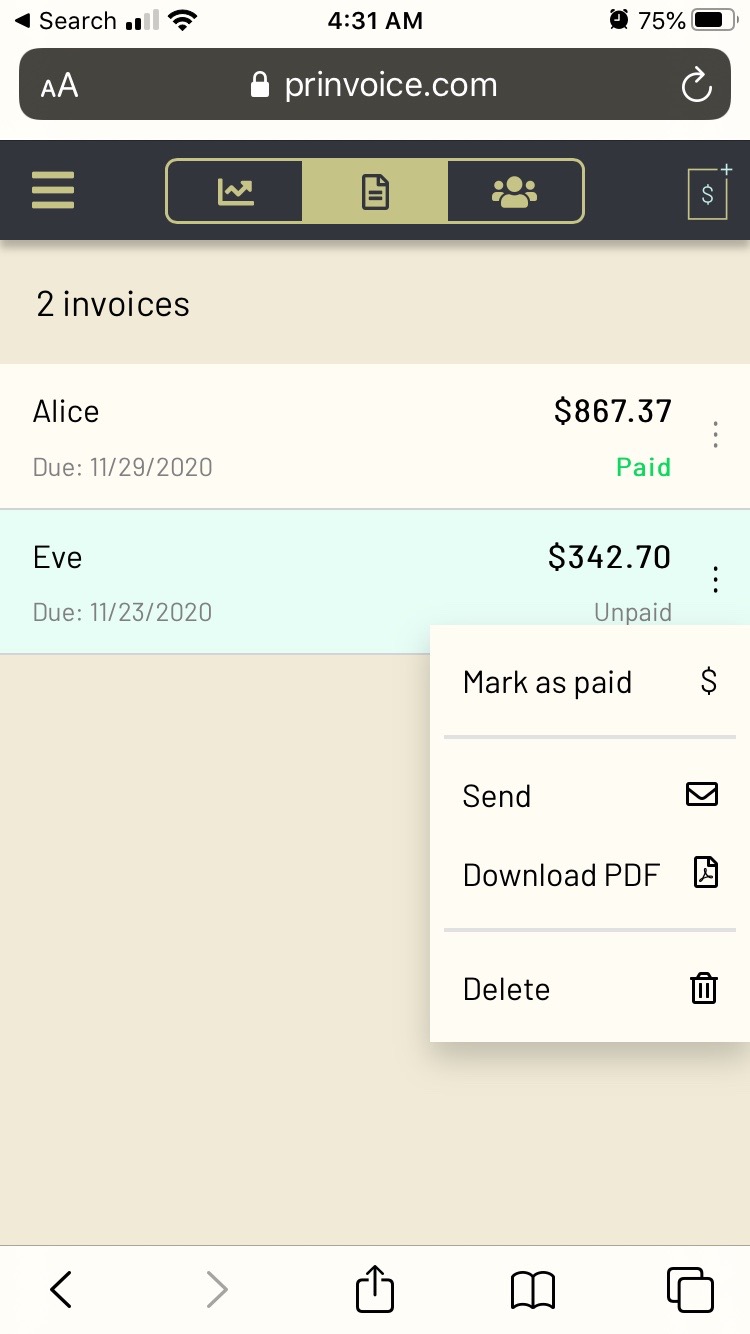 Search 4:31 AM 75%
AA prinvoice.com
$+
2 invoices
Alice $867.37
Due: 11/29/2020 Paid
Eve $342.70
Due: 11/23/2020 Unpaid
Mark as paid $
Send
Download PDF
Delete